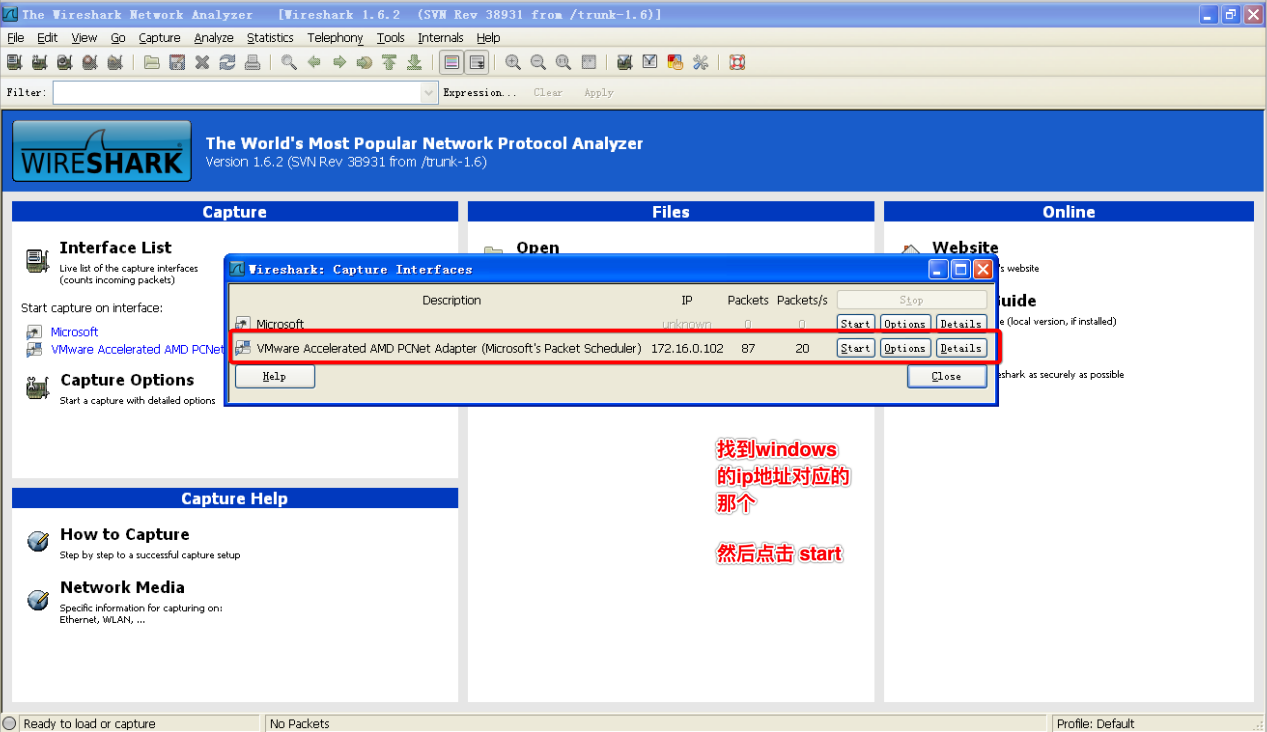 The Wireshark Network Analyzer [Wireshark 1.6.2 (SVN Rev 38931 from /trunk-1.6)]
File Edit View Go Capture Analyze Statistics Telephony Tools Internals Help
Filter: Expression... Clear Apply
WIRESHARK
The World's Most Popular Network Protocol Analyzer
Version 1.6.2 (SVN Rev 38931 from /trunk-1.6)
Capture
Interface List
Live list of the capture interfaces
(counts incoming packets)
Start capture on interface:
Microsoft
VMware Accelerated AMD PCNet
Capture Options
Start a capture with detailed options
Capture Help
How to Capture
Step by step to a successful capture setup
Network Media
Specific information for capturing on:
Ethernet, WLAN, ...
Files
Open
Online
Website
's website
uide
(local version, if installed)
shark as securely as possible
Wireshark: Capture Interfaces
Description IP Packets Packets/s Stop
Microsoft unknown 0 0 Start Options Details
VMware Accelerated AMD PCNet Adapter (Microsoft's Packet Scheduler) 172.16.0.102 87 20 Start Options Details
Help Close
找到windows
的ip地址对应的
那个
然后点击 start
Ready to load or capture No Packets Profile: Default